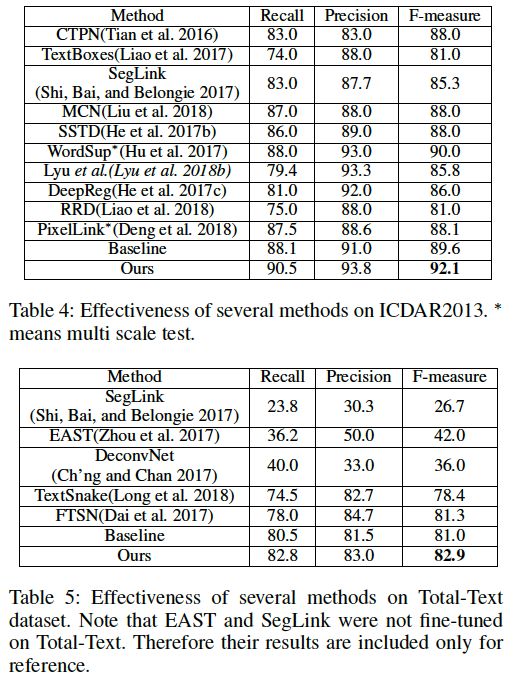 Method Recall Precision F-measure
CTPN(Tian et al. 2016) 83.0 83.0 88.0
TextBoxes(Liao et al. 2017) 74.0 88.0 81.0
SegLink
(Shi, Bai, and Belongie 2017) 83.0 87.7 85.3
MCN(Liu et al. 2018) 87.0 88.0 88.0
SSTD(He et al. 2017b) 86.0 89.0 88.0
WordSup*(Hu et al. 2017) 88.0 93.0 90.0
Lyu et al.(Lyu et al. 2018b) 79.4 93.3 85.8
DeepReg(He et al. 2017c) 81.0 92.0 86.0
RRD(Liao et al. 2018) 75.0 88.0 81.0
PixelLink*(Deng et al. 2018) 87.5 88.6 88.1
Baseline 88.1 91.0 89.6
Ours 90.5 93.8 92.1
Table 4: Effectiveness of several methods on ICDAR2013. *
means multi scale test.
Method Recall Precision F-measure
SegLink
(Shi, Bai, and Belongie 2017) 23.8 30.3 26.7
EAST(Zhou et al. 2017) 36.2 50.0 42.0
DeconvNet
(Ch'ng and Chan 2017) 40.0 33.0 36.0
TextSnake(Long et al. 2018) 74.5 82.7 78.4
FTSN(Dai et al. 2017) 78.0 84.7 81.3
Baseline 80.5 81.5 81.0
Ours 82.8 83.0 82.9
Table 5: Effectiveness of several methods on Total-Text
dataset. Note that EAST and SegLink were not fine-tuned
on Total-Text. Therefore their results are included only for
reference.